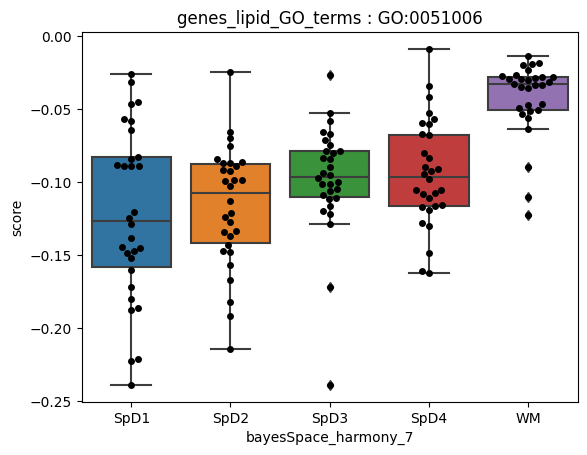 genes_lipid_GO_terms : GO:0051006
0.00
−0.05
−0.10
−0.15
−0.20
−0.25
score
SpD1 SpD2 SpD3 SpD4 WM
bayesSpace_harmony_7